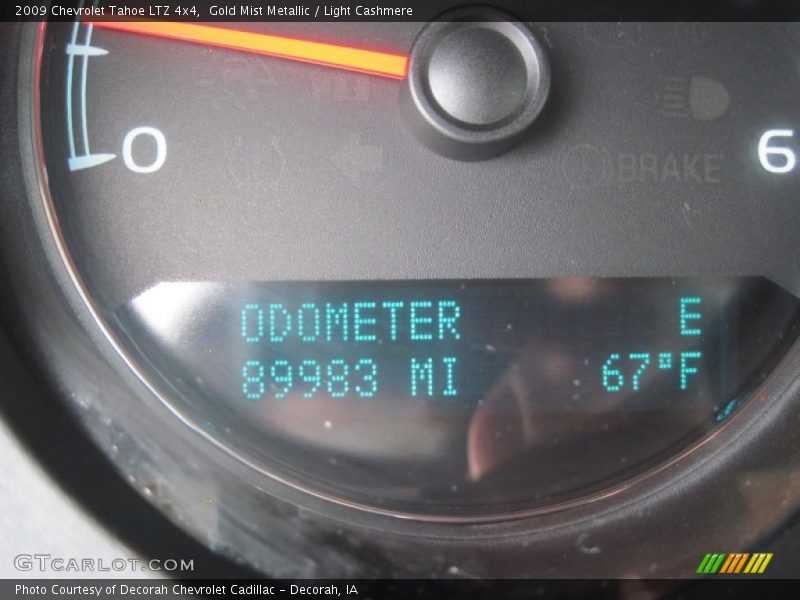 2009 Chevrolet Tahoe LTZ 4x4,  Gold Mist Metallic / Light Cashmere
0
6
BRAKE
ODOMETER E
89983 MI 67°F
GTCARLOT.COM
Photo Courtesy of Decorah Chevrolet Cadillac - Decorah, IA